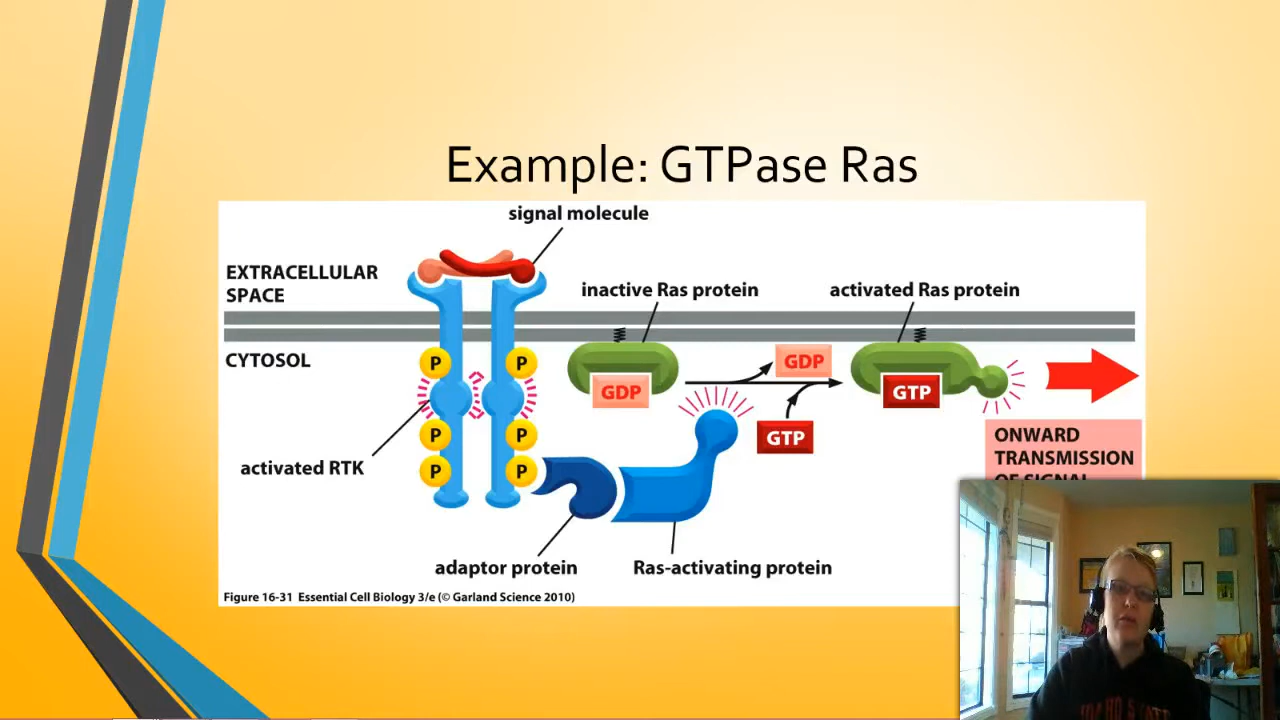 Example: GTPase Ras
signal molecule
EXTRACELLULAR
SPACE
inactive Ras protein
activated Ras protein
CYTOSOL
P
P
GDP
GDP
GTP
GTP
P
P
P
P
activated RTK
ONWARD
TRANSMISSION
OF SIGNAL
adaptor protein
Ras-activating protein
Figure 16-31 Essential Cell Biology 3/e (© Garland Science 2010)
IDAHO STATE